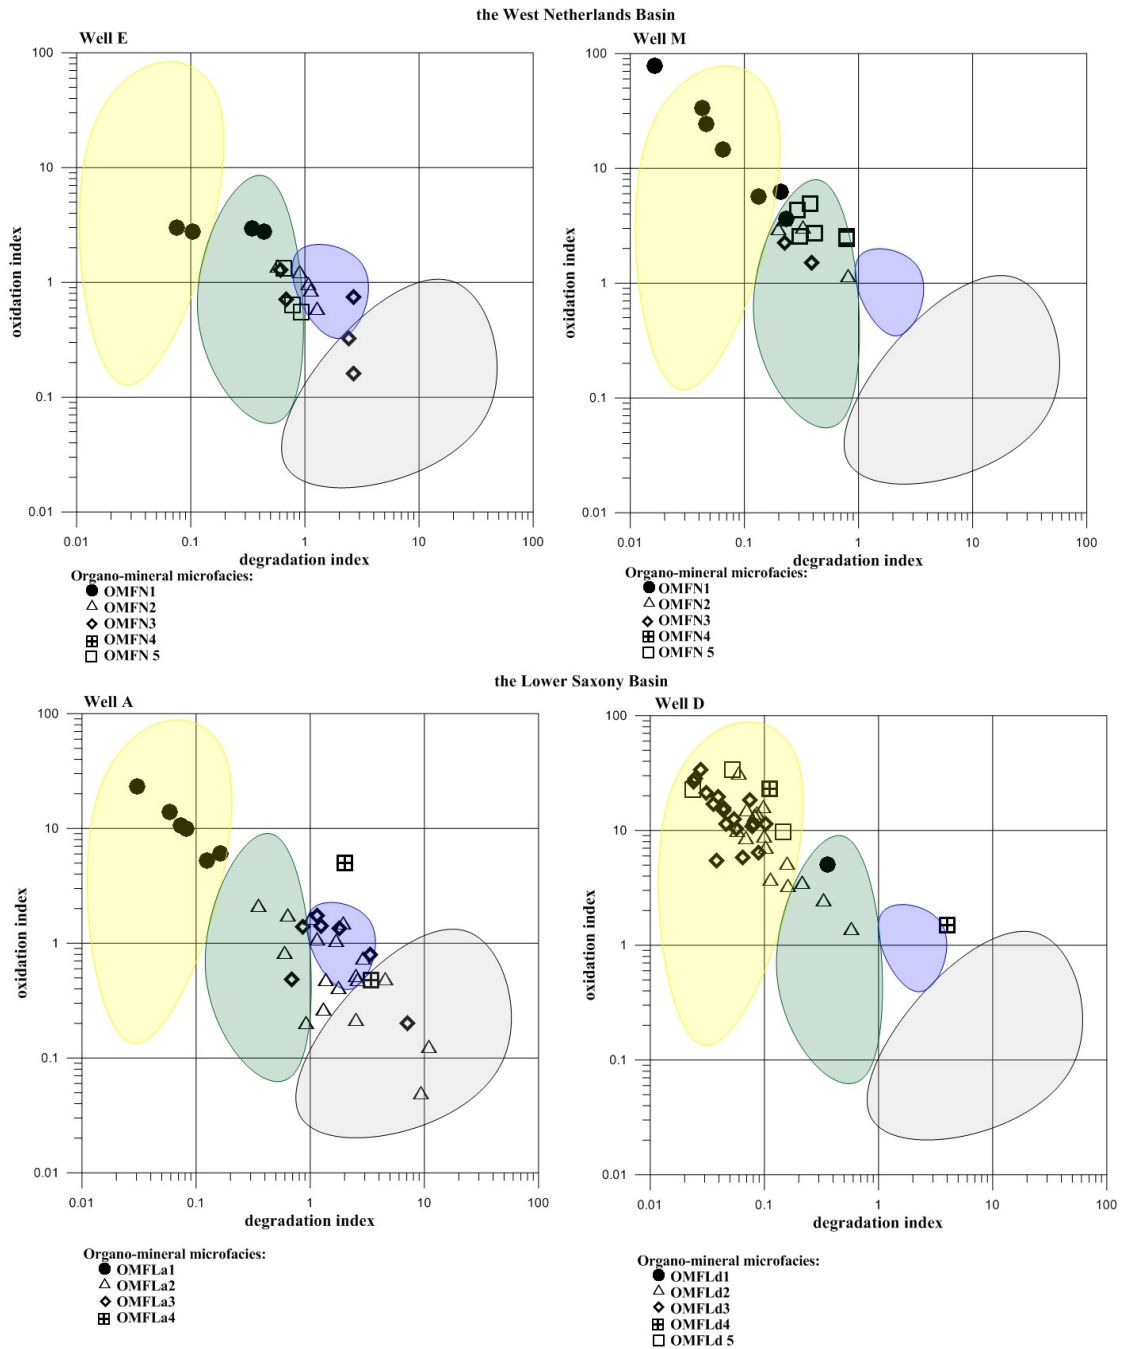 the West Netherlands Basin
Well E
100
10
1
0.1
0.01
oxidation index
0.01 0.1 1 10 100
degradation index
Organo-mineral microfacies:
OMFN1
OMFN2
OMFN3
OMFN4
OMFN 5
Well M
100
10
1
0.1
0.01
oxidation index
0.01 0.1 1 10 100
degradation index
Organo-mineral microfacies:
OMFN1
OMFN2
OMFN3
OMFN4
OMFN 5
the Lower Saxony Basin
Well A
100
10
1
0.1
0.01
oxidation index
0.01 0.1 1 10 100
degradation index
Organo-mineral microfacies:
OMFLa1
OMFLa2
OMFLa3
OMFLa4
Well D
100
10
1
0.1
0.01
oxidation index
0.01 0.1 1 10 100
degradation index
Organo-mineral microfacies:
OMFLd1
OMFLd2
OMFLd3
OMFLd4
OMFLd 5